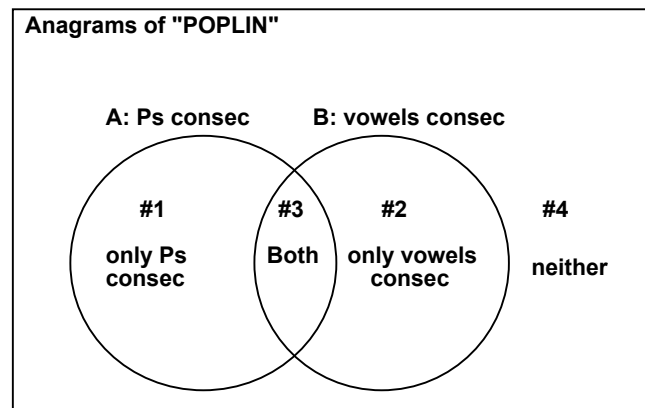 Anagrams of "POPLIN"
A: Ps consec
B: vowels consec
#1
#3
#2
#4
only Ps
consec
Both
only vowels
consec
neither